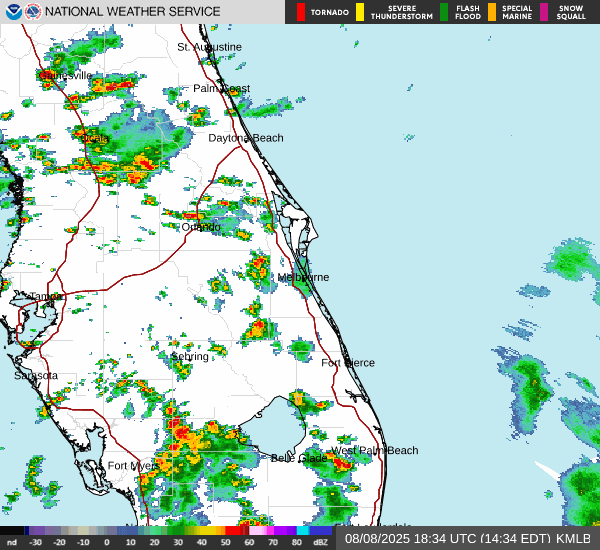 NATIONAL WEATHER SERVICE
TORNADO
SEVERE THUNDERSTORM
FLASH FLOOD
SPECIAL MARINE
SNOW SQUALL
St. Augustine
Gainesville
Palm Coast
Ocala
Daytona Beach
Orlando
Melbourne
Tampa
Sebring
Fort Pierce
Sarasota
West Palm Beach
Belle Glade
Fort Myers
nd -30 -20 -10 0 10 20 30 40 50 60 70 80 dBZ
08/08/2025 18:34 UTC (14:34 EDT) KMLB